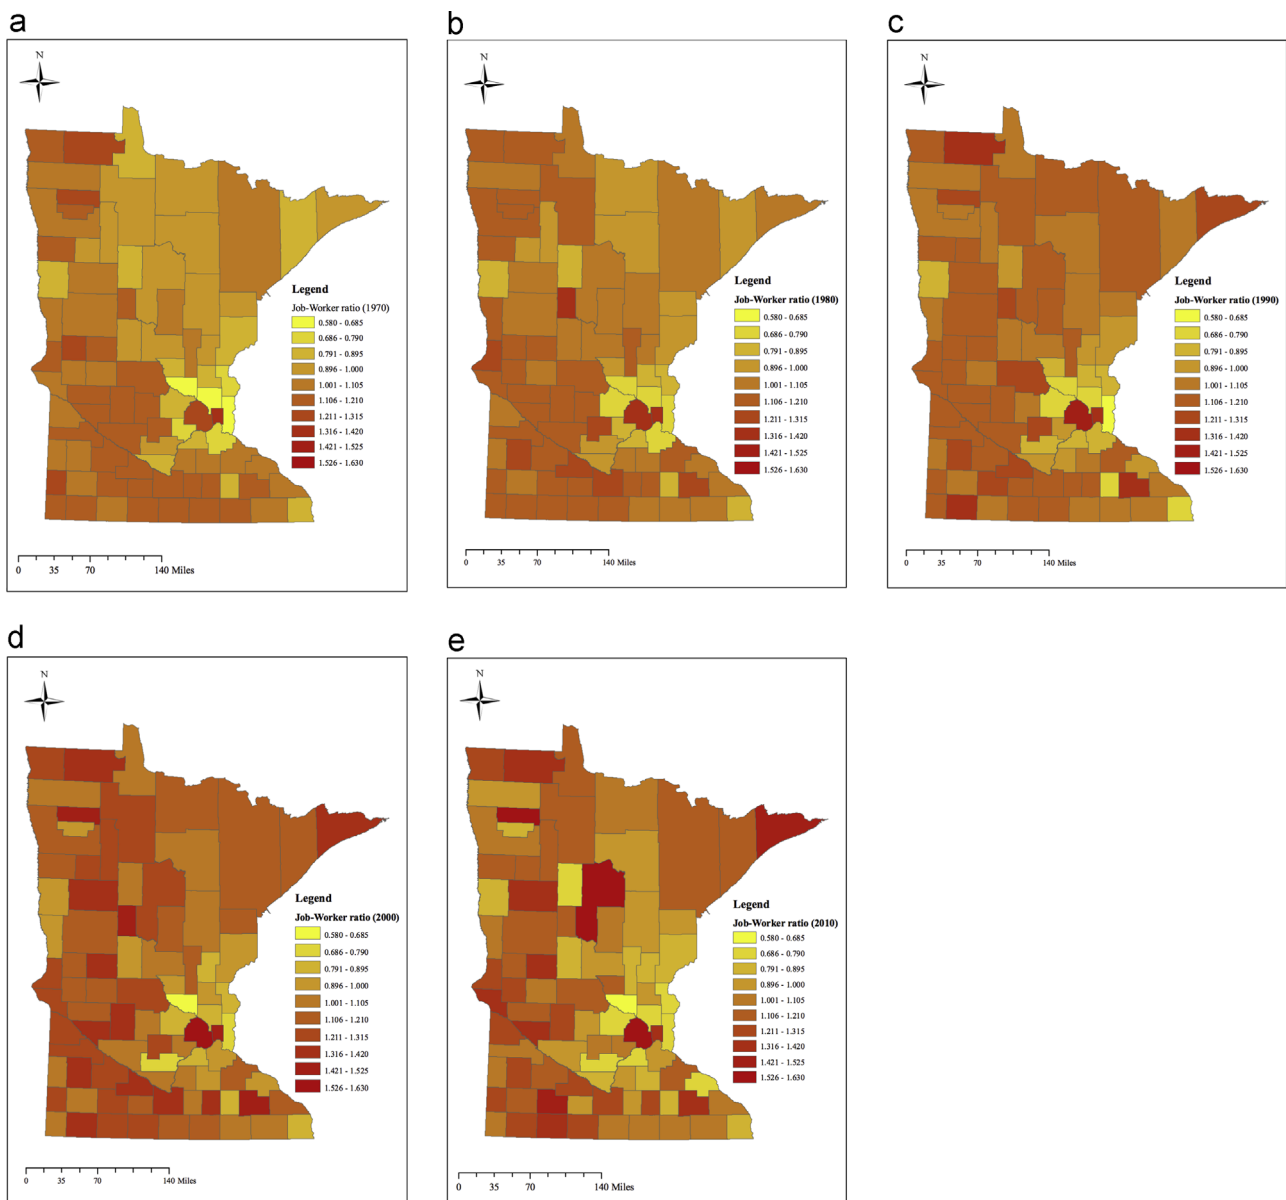 a
N
Legend
Job-Worker ratio (1970)
0.580 - 0.685
0.686 - 0.790
0.791 - 0.895
0.896 - 1.000
1.001 - 1.105
1.106 - 1.210
1.211 - 1.315
1.316 - 1.420
1.421 - 1.525
1.526 - 1.630
0 35 70 140 Miles
b
N
Legend
Job-Worker ratio (1980)
0.580 - 0.685
0.686 - 0.790
0.791 - 0.895
0.896 - 1.000
1.001 - 1.105
1.106 - 1.210
1.211 - 1.315
1.316 - 1.420
1.421 - 1.525
1.526 - 1.630
0 35 70 140 Miles
c
N
Legend
Job-Worker ratio (1990)
0.580 - 0.685
0.686 - 0.790
0.791 - 0.895
0.896 - 1.000
1.001 - 1.105
1.106 - 1.210
1.211 - 1.315
1.316 - 1.420
1.421 - 1.525
1.526 - 1.630
0 35 70 140 Miles
d
N
Legend
Job-Worker ratio (2000)
0.580 - 0.685
0.686 - 0.790
0.791 - 0.895
0.896 - 1.000
1.001 - 1.105
1.106 - 1.210
1.211 - 1.315
1.316 - 1.420
1.421 - 1.525
1.526 - 1.630
0 35 70 140 Miles
e
N
Legend
Job-Worker ratio (2010)
0.580 - 0.685
0.686 - 0.790
0.791 - 0.895
0.896 - 1.000
1.001 - 1.105
1.106 - 1.210
1.211 - 1.315
1.316 - 1.420
1.421 - 1.525
1.526 - 1.630
0 35 70 140 Miles